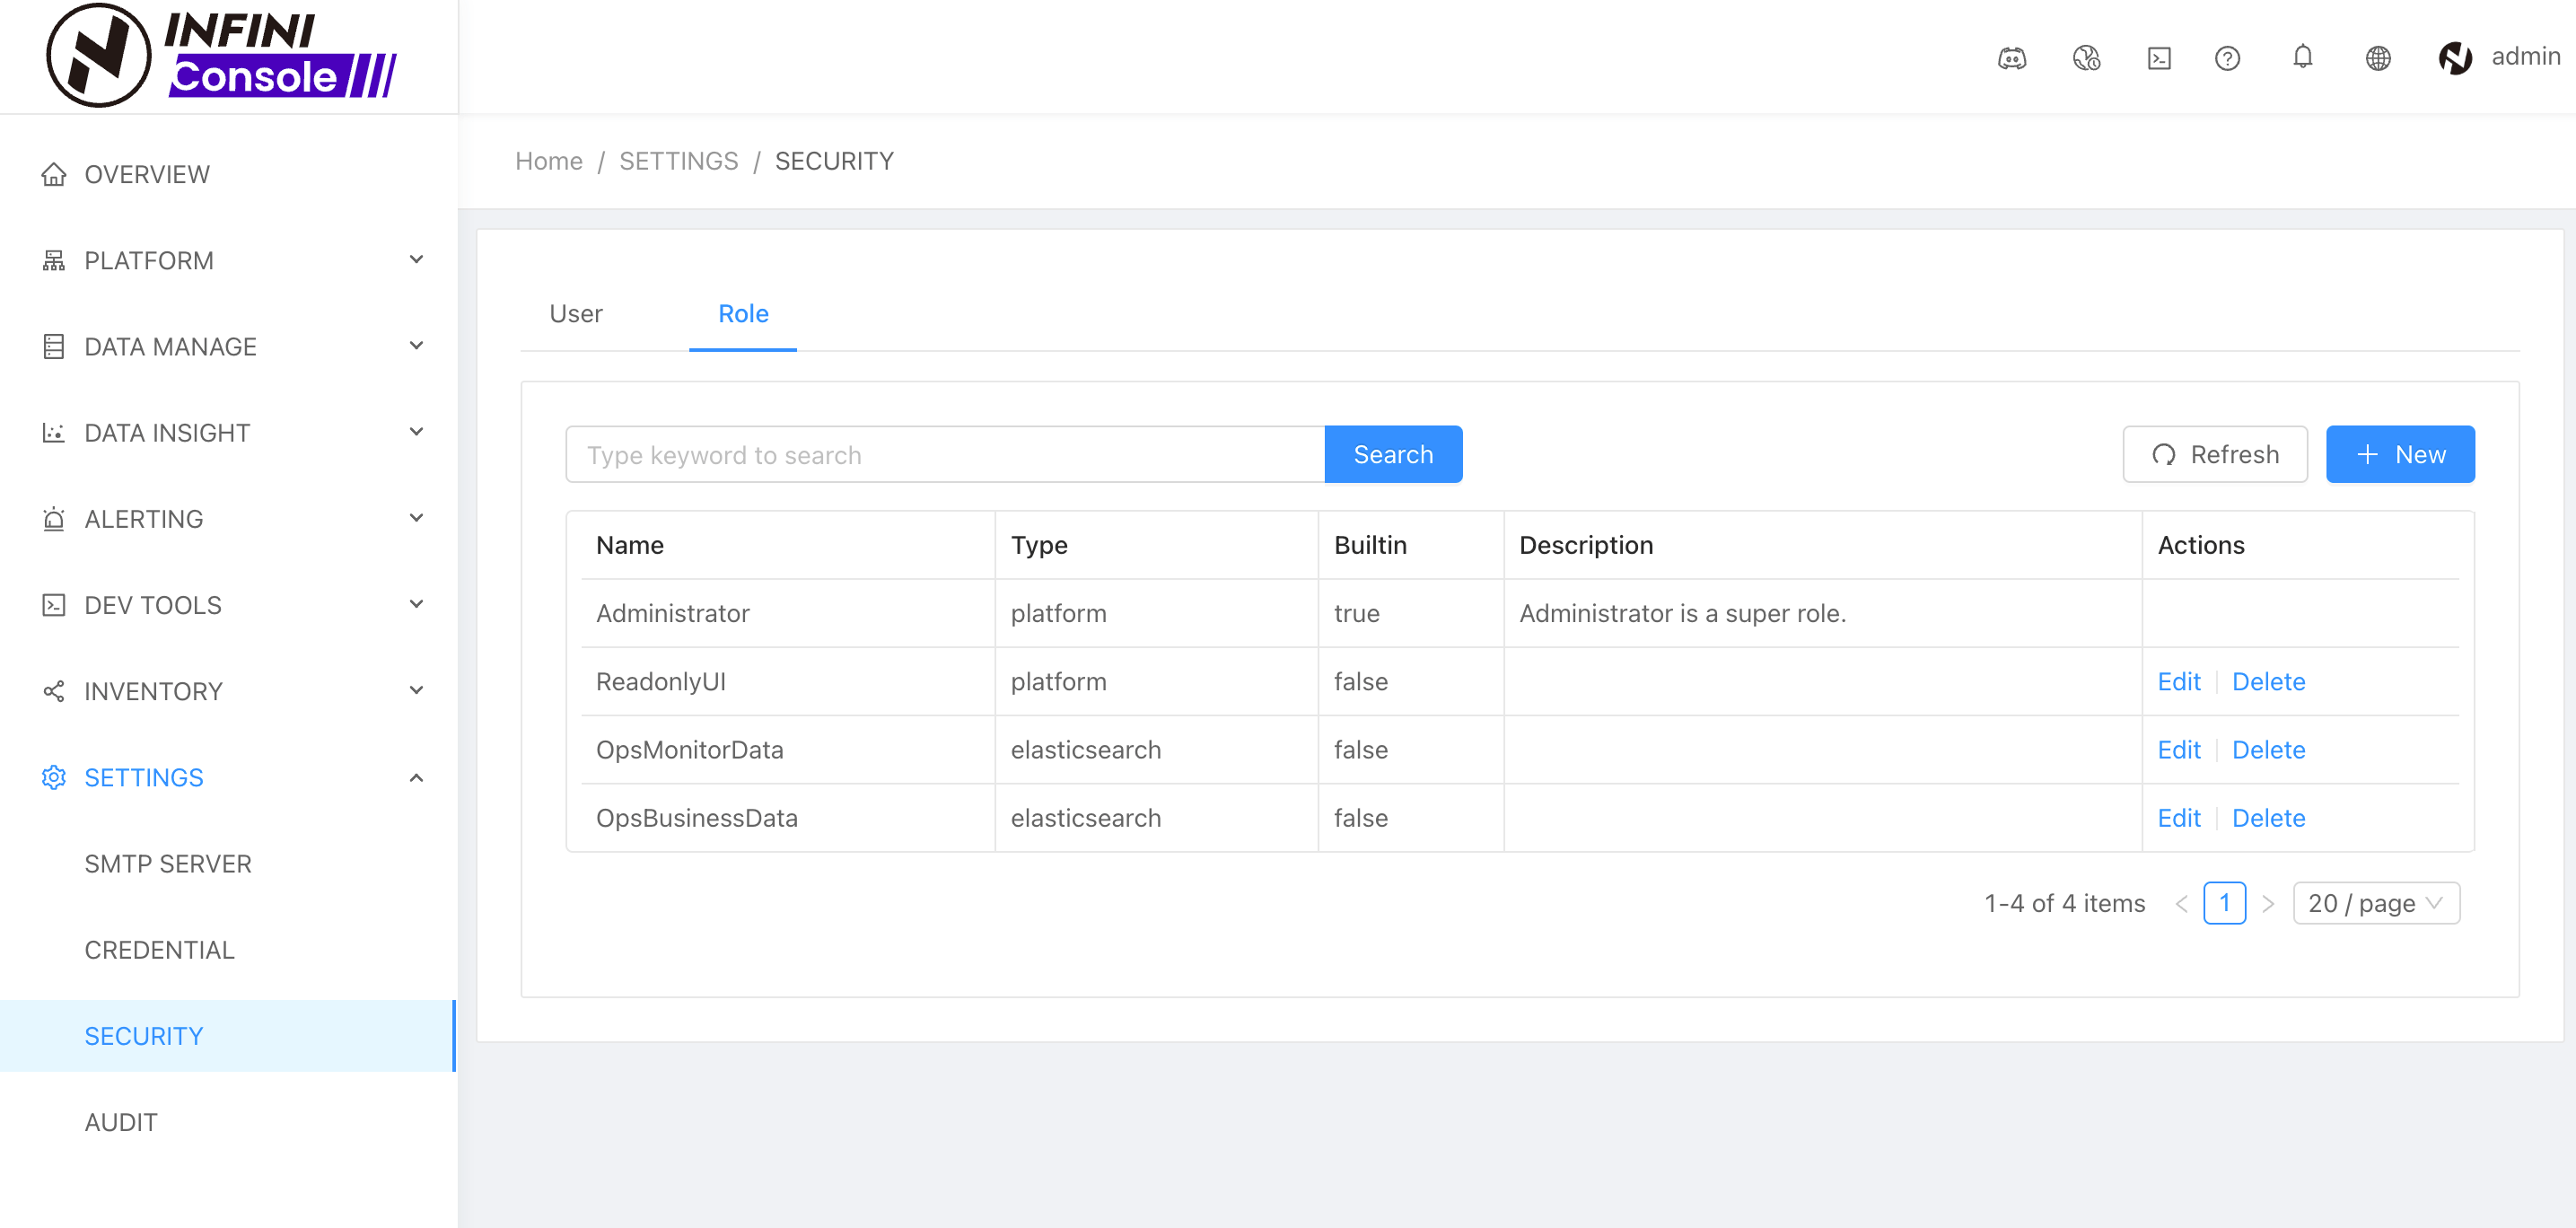 INFINI
Console
admin
OVERVIEW
PLATFORM
DATA MANAGE
DATA INSIGHT
ALERTING
DEV TOOLS
INVENTORY
SETTINGS
SMTP SERVER
CREDENTIAL
SECURITY
AUDIT
Home / SETTINGS / SECURITY
User Role
Type keyword to search Search Refresh + New
Name Type Builtin Description Actions
Administrator platform true Administrator is a super role.
ReadonlyUI platform false Edit Delete
OpsMonitorData elasticsearch false Edit Delete
OpsBusinessData elasticsearch false Edit Delete
1-4 of 4 items < 1 > 20 / page